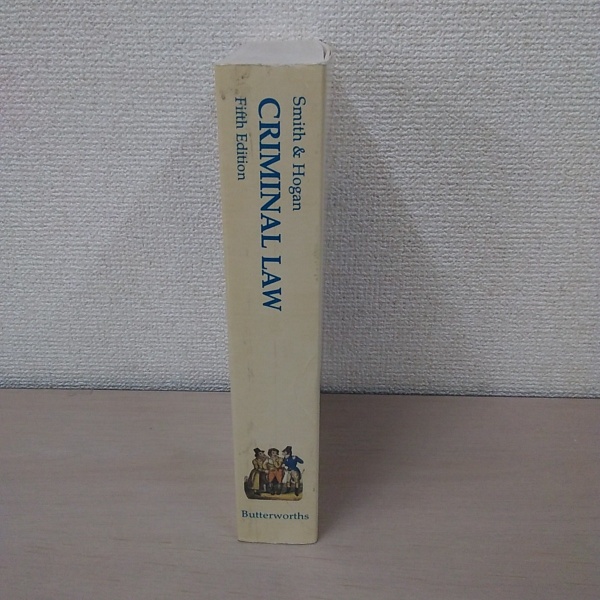 Smith & Hogan
CRIMINAL LAW
Fifth Edition
Butterworths